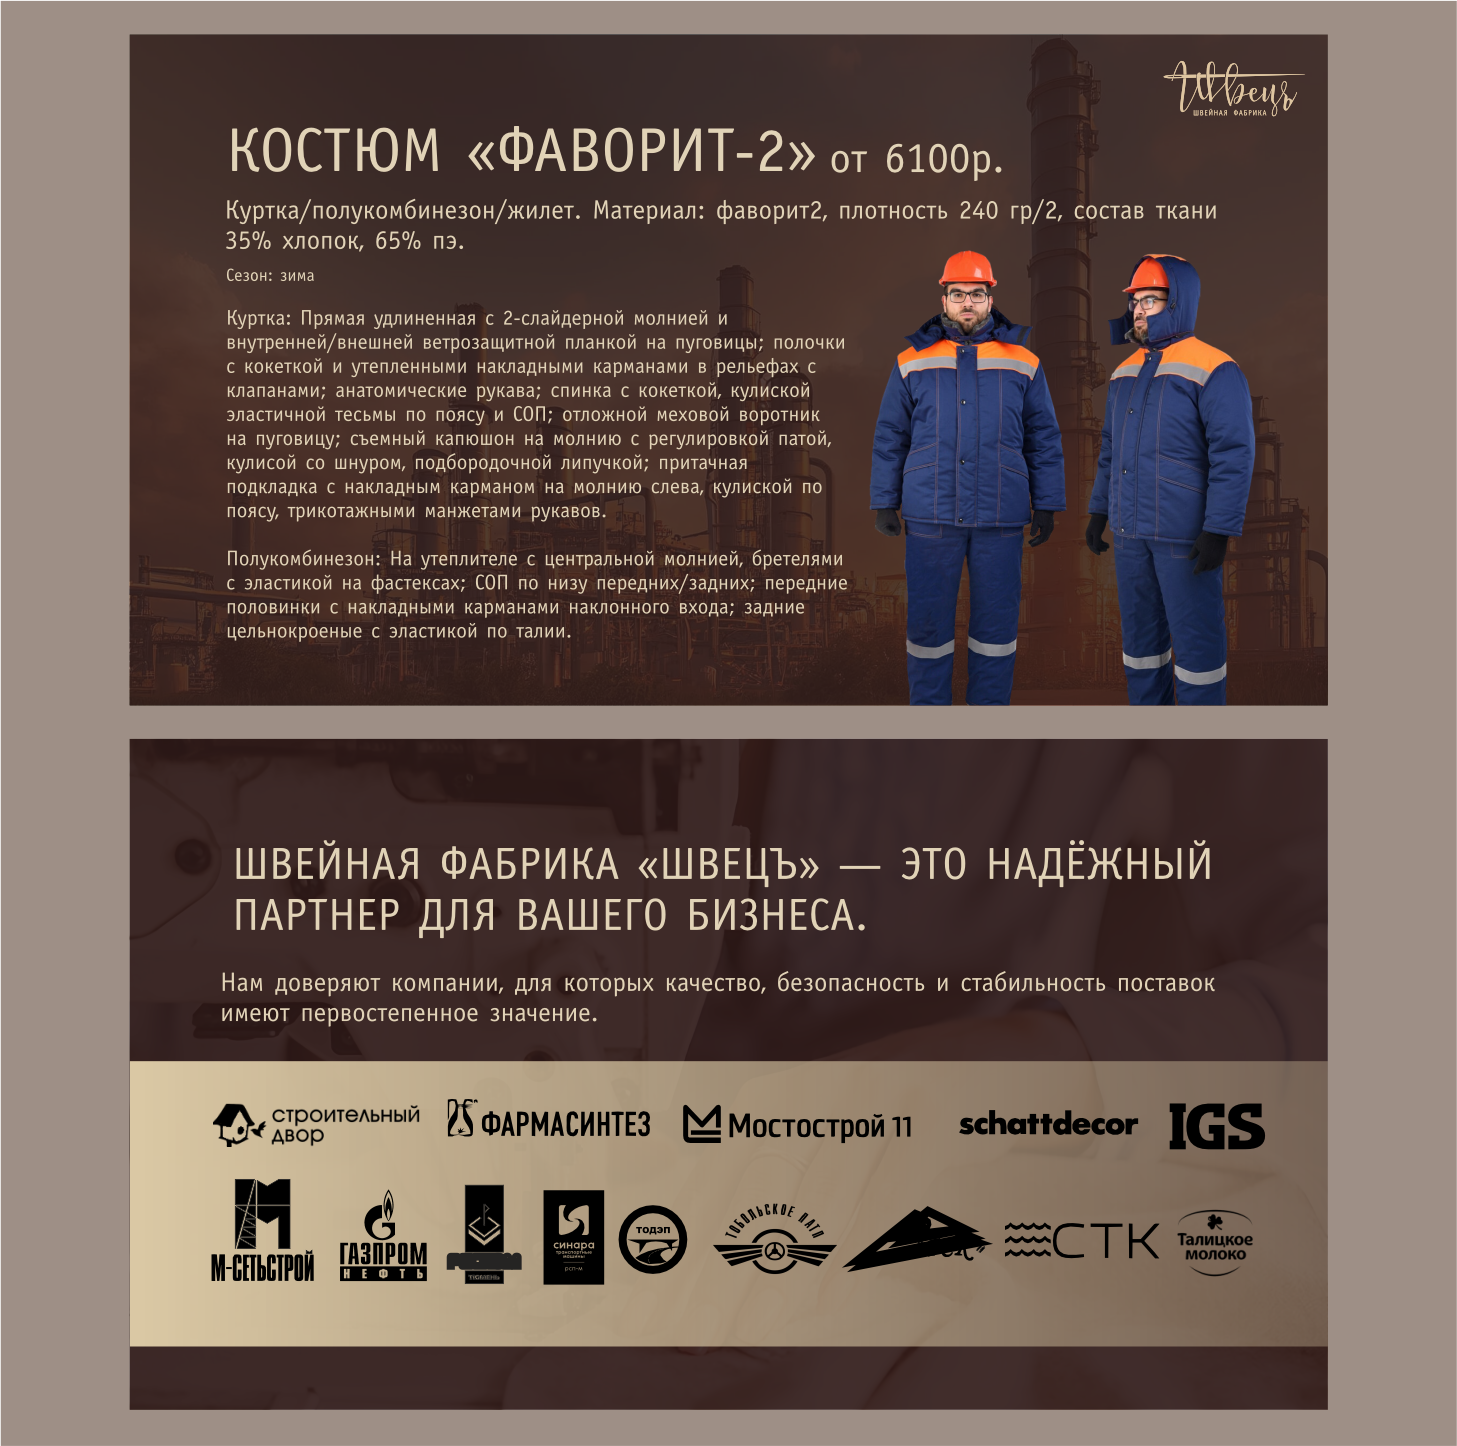 Швецъ
ШВЕЙНАЯ ФАБРИКА
КОСТЮМ «ФАВОРИТ-2» от 6100р.
Куртка/полукомбинезон/жилет. Материал: фаворит2, плотность 240 гр/2, состав ткани
35% хлопок, 65% пэ.
Сезон: зима
Куртка: Прямая удлиненная с 2-слайдерной молнией и
внутренней/внешней ветрозащитной планкой на пуговицы; полочки
с кокеткой и утепленными накладными карманами в рельефах с
клапанами; анатомические рукава; спинка с кокеткой, кулиской
эластичной тесьмы по поясу и СОП; отложной меховой воротник
на пуговицу; съемный капюшон на молнию с регулировкой патой,
кулисой со шнуром, подбородочной липучкой; притачная
подкладка с накладным карманом на молнию слева, кулиской по
поясу, трикотажными манжетами рукавов.
Полукомбинезон: На утеплителе с центральной молнией, бретелями
с эластикой на фастексах; СОП по низу передних/задних; передние
половинки с накладными карманами наклонного входа; задние
цельнокроеные с эластикой по талии.
ШВЕЙНАЯ ФАБРИКА «ШВЕЦЪ» — ЭТО НАДЁЖНЫЙ
ПАРТНЕР ДЛЯ ВАШЕГО БИЗНЕСА.
Нам доверяют компании, для которых качество, безопасность и стабильность поставок
имеют первостепенное значение.
строительный
двор
ФАРМАСИНТЕЗ
Мостострой 11
schattdecor
IGS
М-СЕТЬСТРОЙ
ГАЗПРОМ
НЕФТЬ
TIGМЕНЬ
синара
транспортные
машины
рсп-м
ТОДЭП
ТОБОЛЬСКОЕ ПАТП
СТК
Талицкое
МОЛОКО